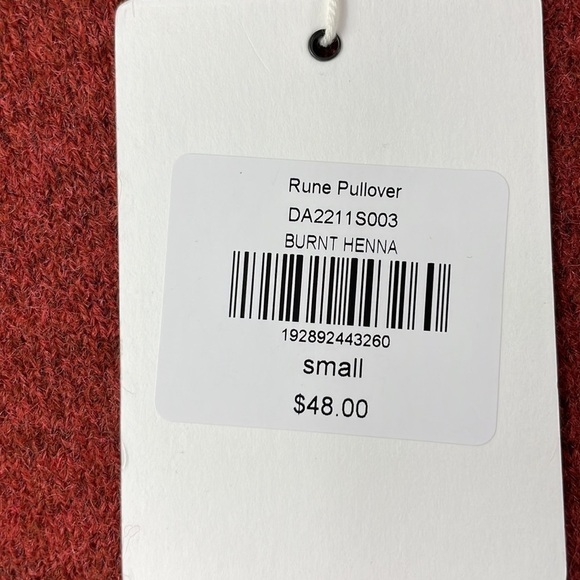 Rune Pullover
DA2211S003
BURNT HENNA
192892443260
small
$48.00